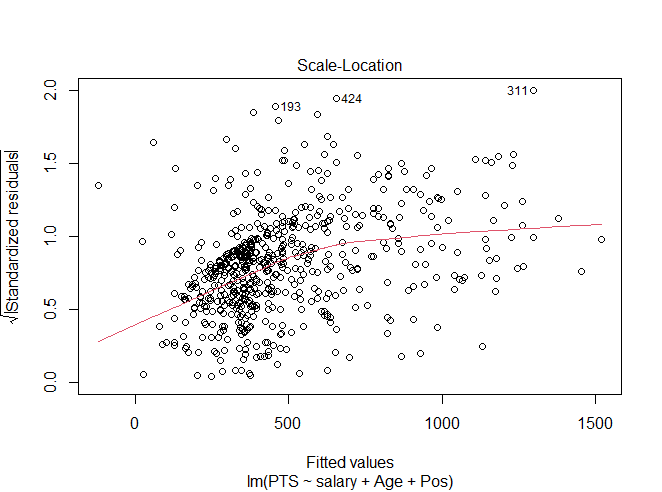 Scale-Location
√|Standardized residuals|
2.0
1.5
1.0
0.5
0.0
193
424
311
0 500 1000 1500
Fitted values
lm(PTS ~ salary + Age + Pos)